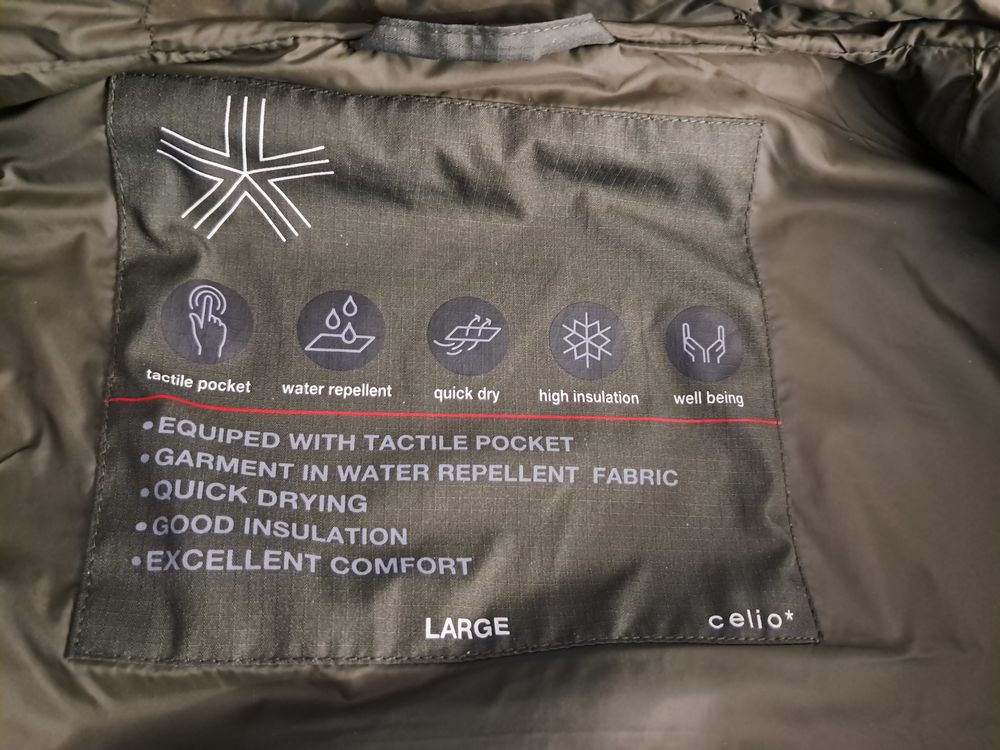 tactile pocket
water repellent
quick dry
high insulation
well being
•EQUIPED WITH TACTILE POCKET
•GARMENT IN WATER REPELLENT FABRIC
•QUICK DRYING
•GOOD INSULATION
•EXCELLENT COMFORT
LARGE
celio*